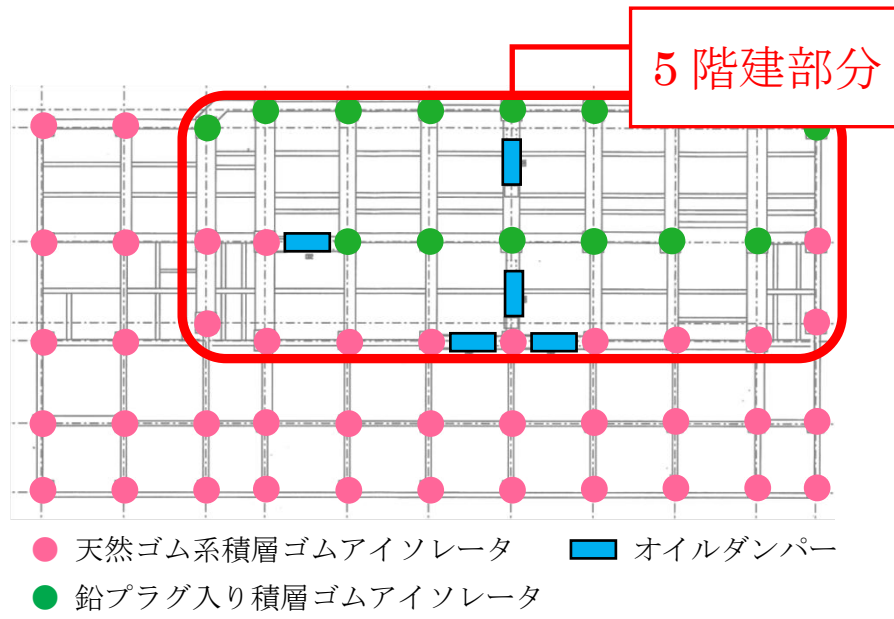 5 階建部分
天然ゴム系積層ゴムアイソレータ
オイルダンパー
鉛プラグ入り積層ゴムアイソレータ